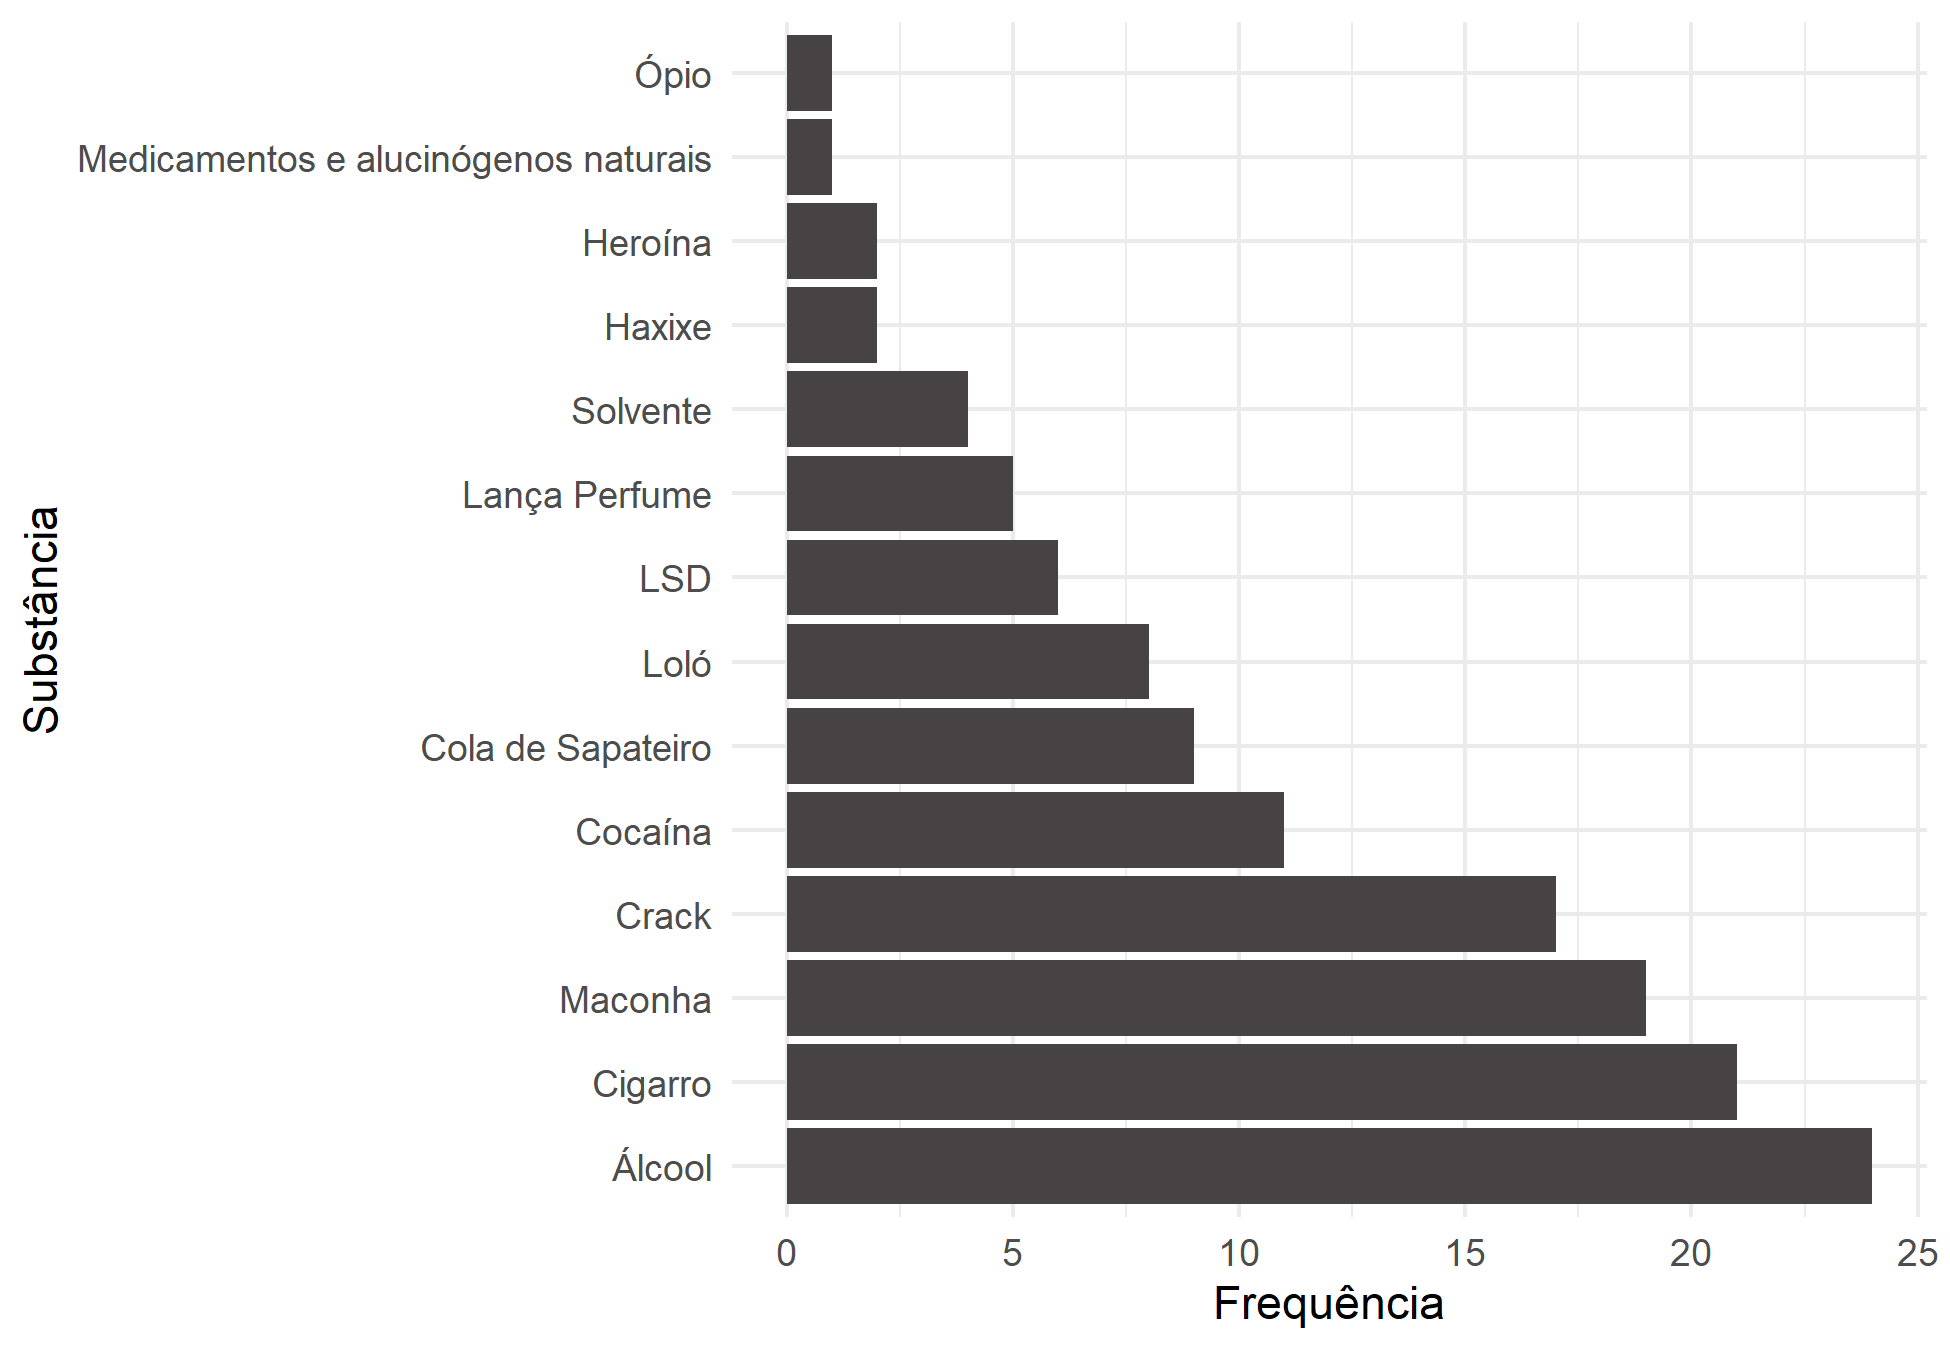 Ópio
Medicamentos e alucinógenos naturais
Heroína
Haxixe
Solvente
Lança Perfume
LSD
Loló
Cola de Sapateiro
Cocaína
Crack
Maconha
Cigarro
Álcool
Substância
0 5 10 15 20 25
Frequência